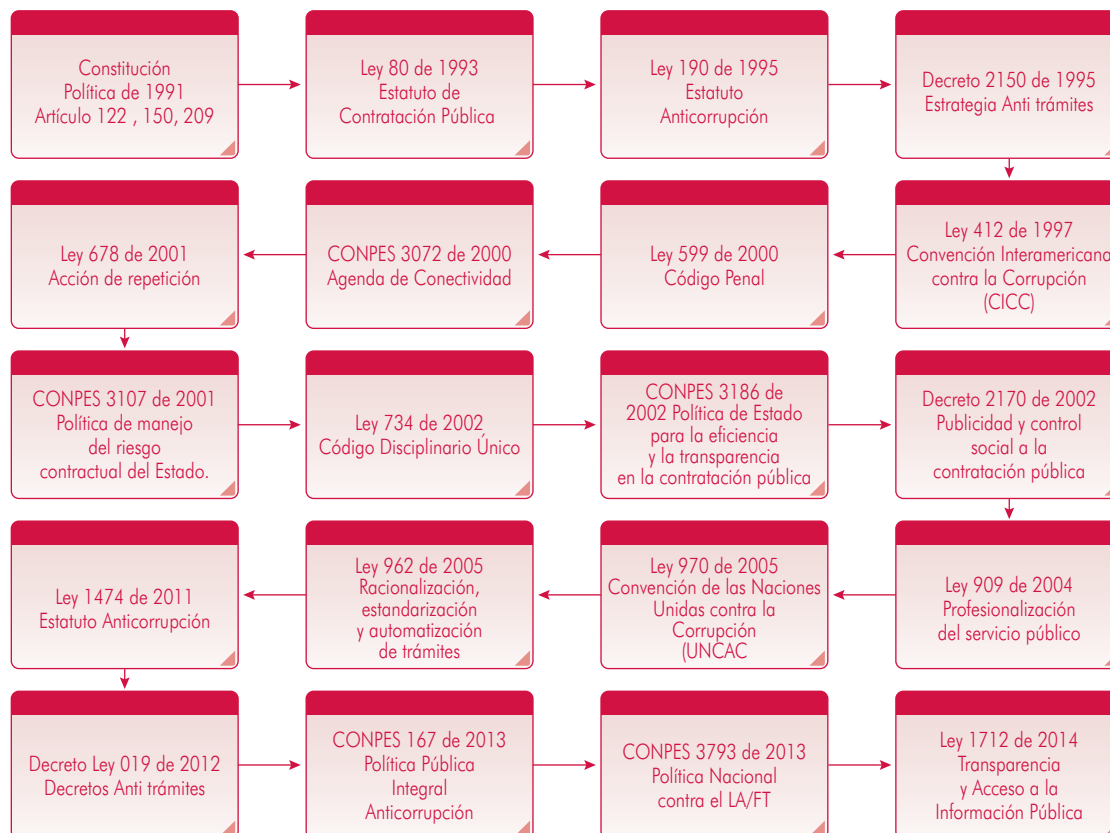 Constitución
Política de 1991
Artículo 122 , 150, 209
Ley 80 de 1993
Estatuto de
Contratación Pública
Ley 190 de 1995
Estatuto
Anticorrupción
Decreto 2150 de 1995
Estrategia Anti trámites
Ley 412 de 1997
Convención Interamericana
contra la Corrupción
(CICC)
Ley 599 de 2000
Código Penal
CONPES 3072 de 2000
Agenda de Conectividad
Ley 678 de 2001
Acción de repetición
CONPES 3107 de 2001
Política de manejo
del riesgo
contractual del Estado.
Ley 734 de 2002
Código Disciplinario Único
CONPES 3186 de
2002 Política de Estado
para la eficiencia
y la transparencia
en la contratación pública
Decreto 2170 de 2002
Publicidad y control
social a la
contratación pública
Ley 909 de 2004
Profesionalización
del servicio público
Ley 970 de 2005
Convención de las Naciones
Unidas contra la
Corrupción
(UNCAC
Ley 962 de 2005
Racionalización,
estandarización
y automatización
de trámites
Ley 1474 de 2011
Estatuto Anticorrupción
Decreto Ley 019 de 2012
Decretos Anti trámites
CONPES 167 de 2013
Política Pública
Integral
Anticorrupción
CONPES 3793 de 2013
Política Nacional
contra el LA/FT
Ley 1712 de 2014
Transparencia
y Acceso a la
Información Pública